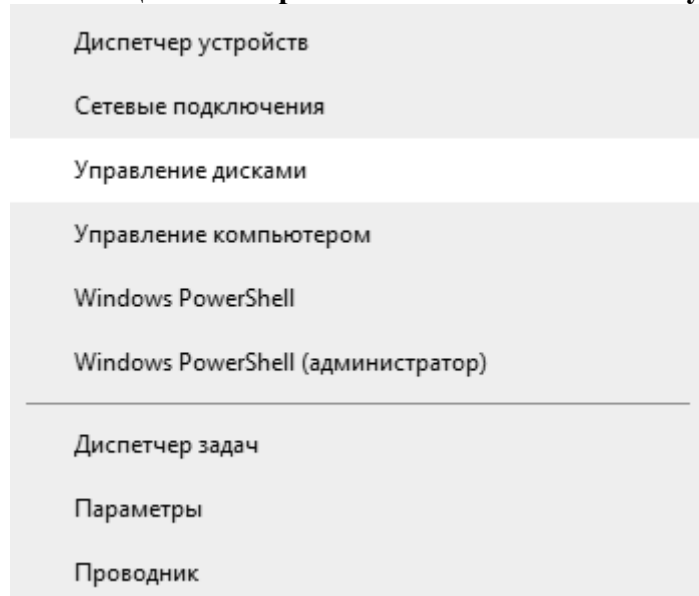 Диспетчер устройств
Сетевые подключения
Управление дисками
Управление компьютером
Windows PowerShell
Windows PowerShell (администратор)
Диспетчер задач
Параметры
Проводник